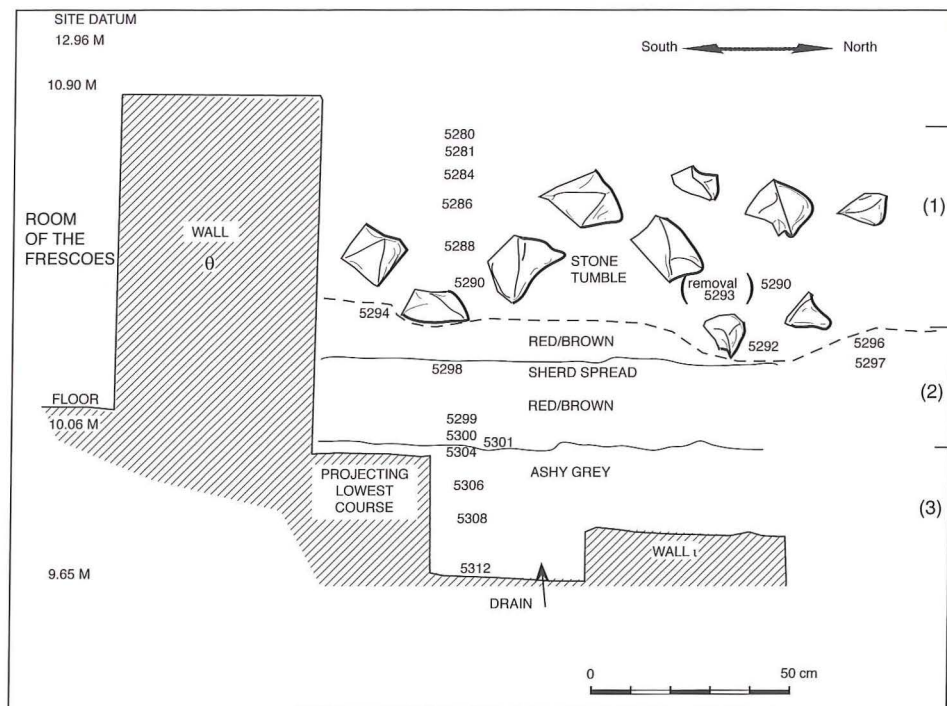 SITE DATUM
12.96 M
South North
10.90 M
5280
5281
5284
5286
(1)
ROOM
OF THE
FRESCOES
WALL
θ
5288
STONE
TUMBLE
5290
(removal
5293) 5290
5294
RED/BROWN
5292
5296
5297
5298
SHERD SPREAD
(2)
FLOOR
10.06 M
RED/BROWN
5299
5300
5301
5304
PROJECTING
LOWEST
COURSE
ASHY GREY
5306
5308
(3)
WALL ι
9.65 M
5312
DRAIN
0 50 cm